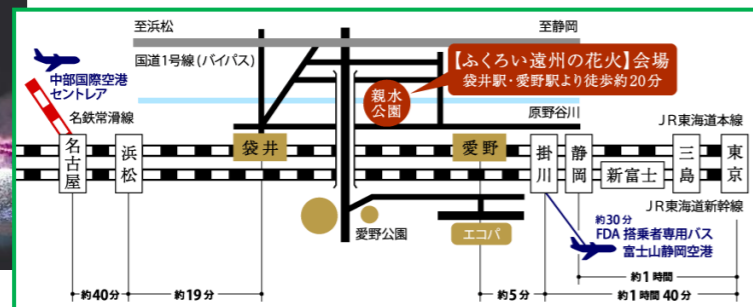 至浜松
至静岡
国道1号線(バイパス)
【ふくろい遠州の花火】会場
袋井駅・愛野駅より徒歩約20分
中部国際空港
セントレア
親水
公園
名鉄常滑線
原野谷川
JR東海道本線
名古屋
浜松
袋井
愛野
掛川
静岡
新富士
三島
東京
JR東海道新幹線
愛野公園
エコパ
約30分
FDA 搭乗者専用バス
富士山静岡空港
約1時間
約40分
約19分
約5分
約1時間 40分